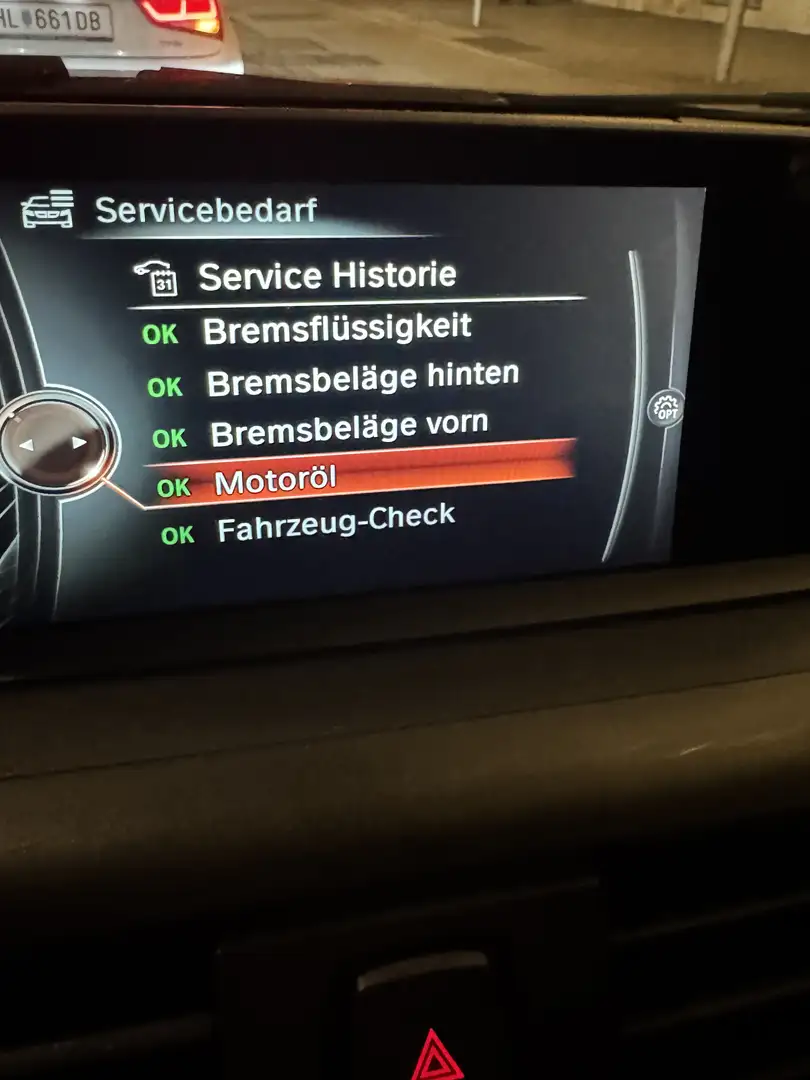 661DB
Servicebedarf
31 Service Historie
OK Bremsflüssigkeit
OK Bremsbeläge hinten
OK Bremsbeläge vorn
OPT
OK Motoröl
OK Fahrzeug-Check